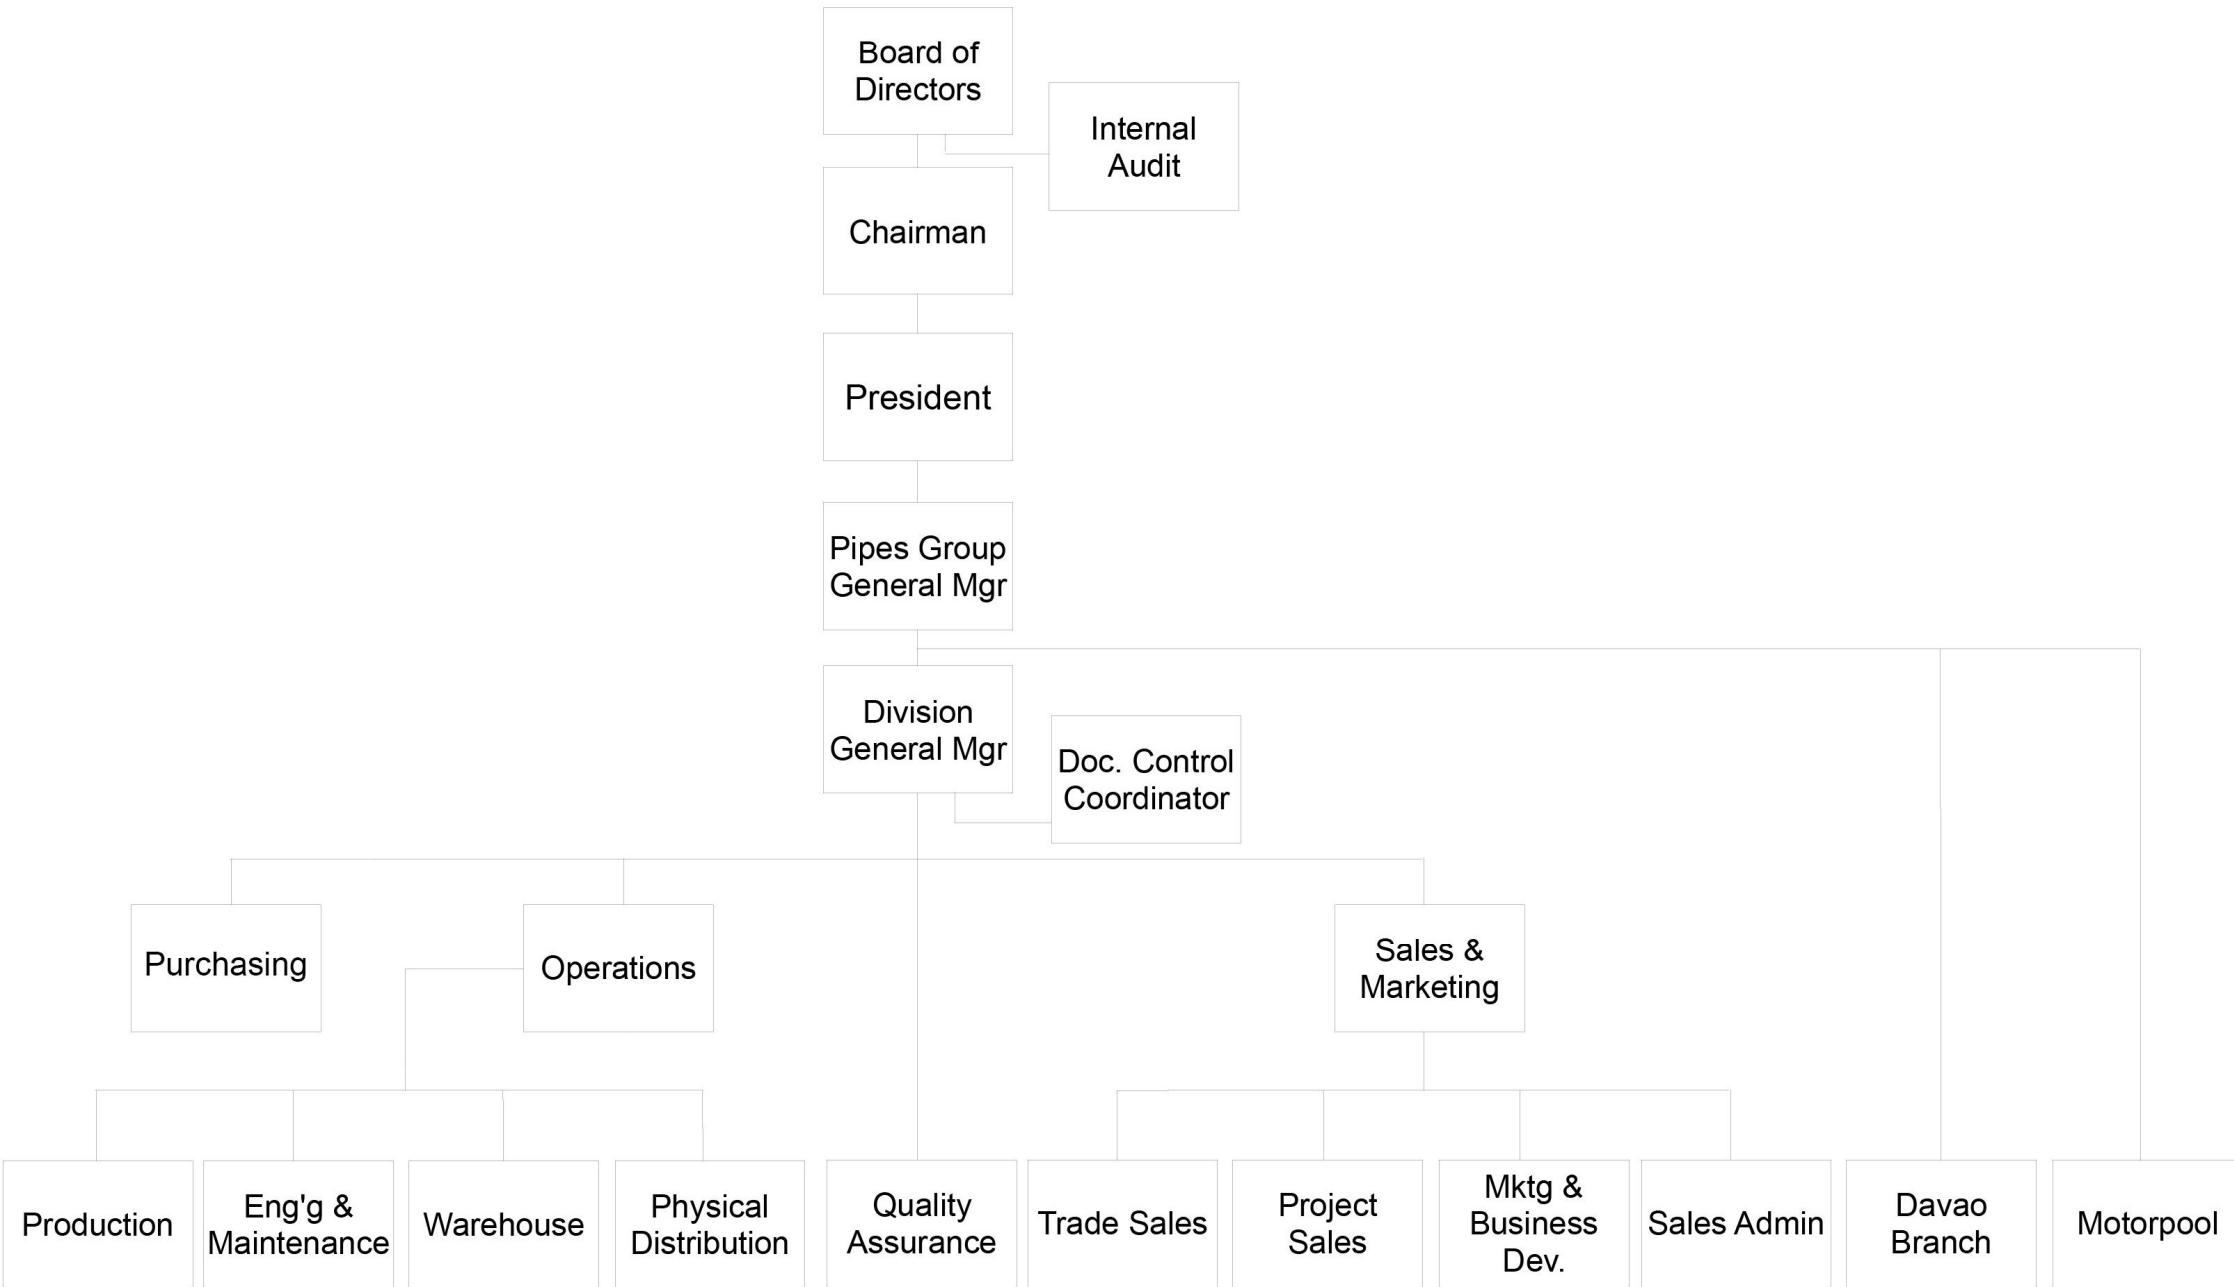 Board of
Directors
Internal
Audit
Chairman
President
Pipes Group
General Mgr
Division
General Mgr
Doc. Control
Coordinator
Purchasing
Operations
Sales &
Marketing
Production
Eng'g &
Maintenance
Warehouse
Physical
Distribution
Quality
Assurance
Trade Sales
Project
Sales
Mktg &
Business
Dev.
Sales Admin
Davao
Branch
Motorpool